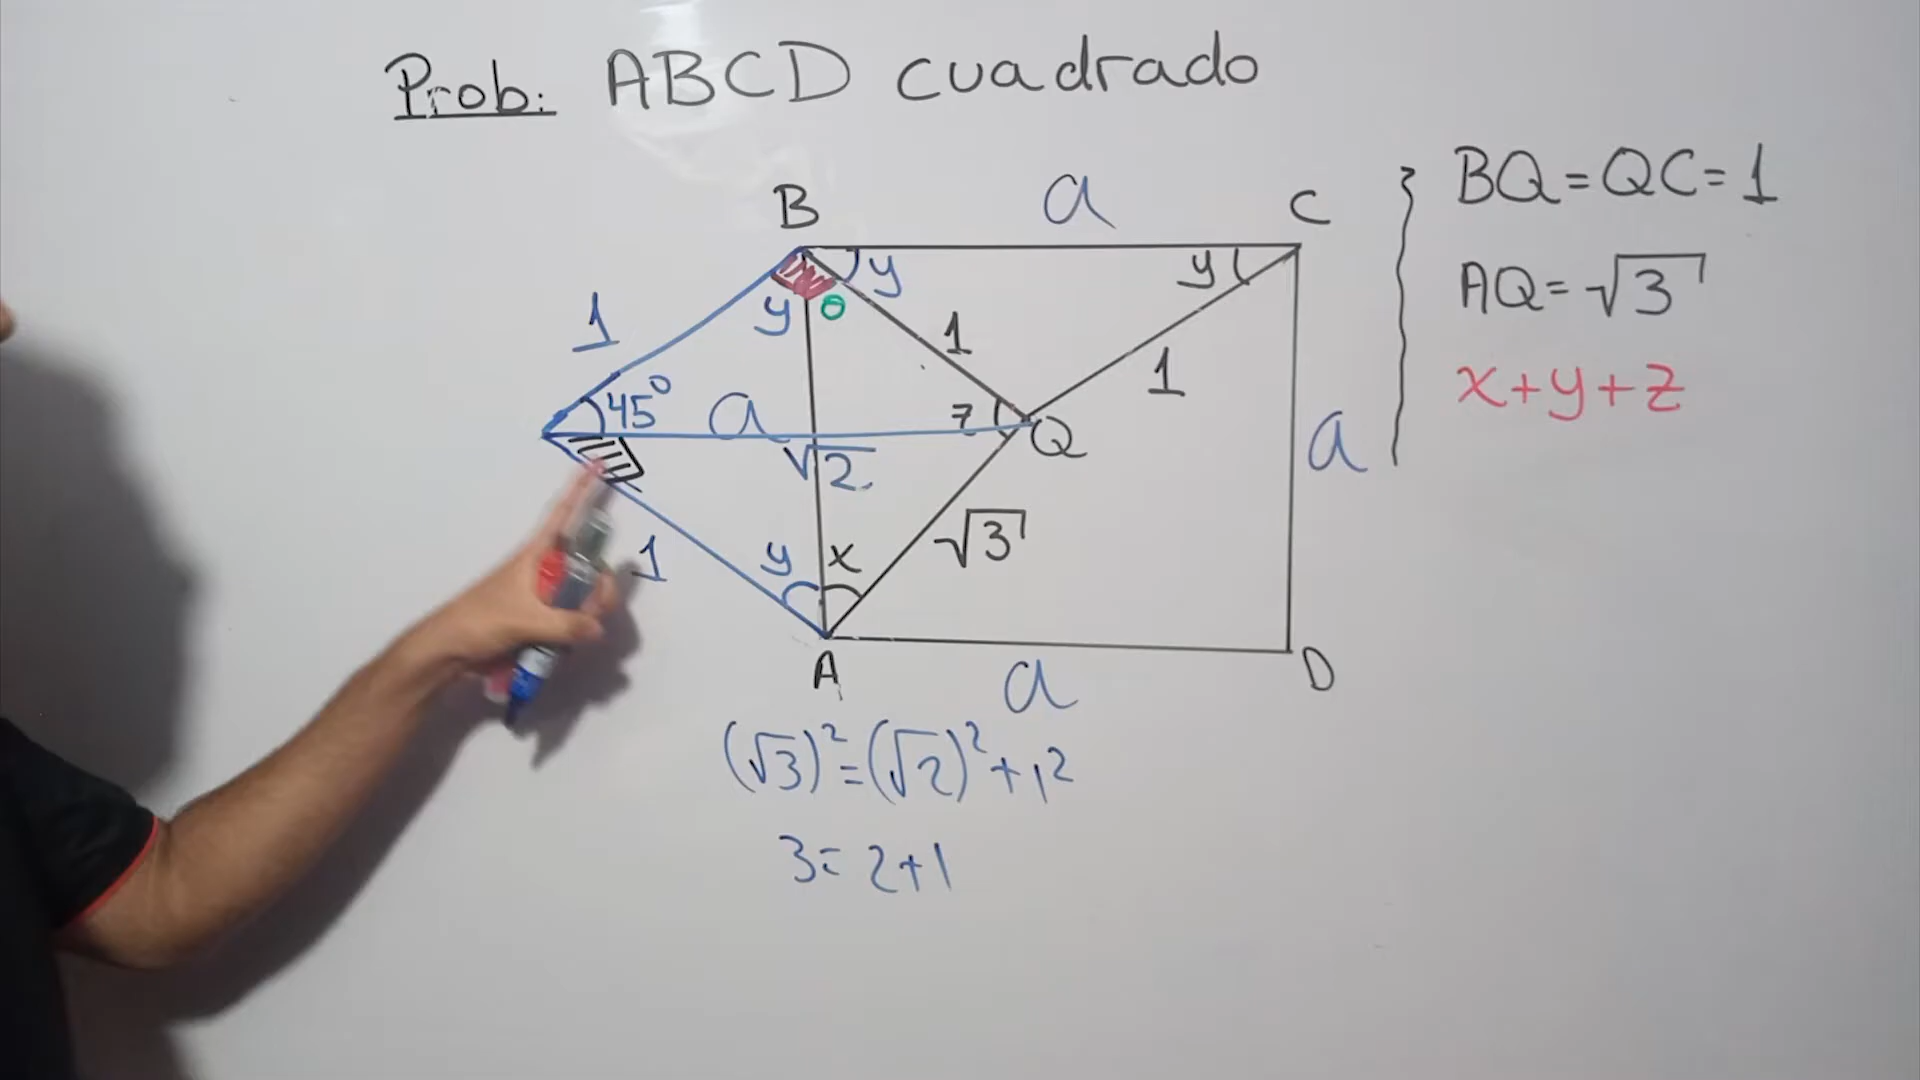 Prob: ABCD cuadrado
BQ=QC=1
AQ=√3
x+y+z
B
a
C
y
y
y
o
1
1
1
45°
a
z
Q
a
√2
√3
y
x
1
A
D
a
(√3)²=(√2)²+1²
3=2+1